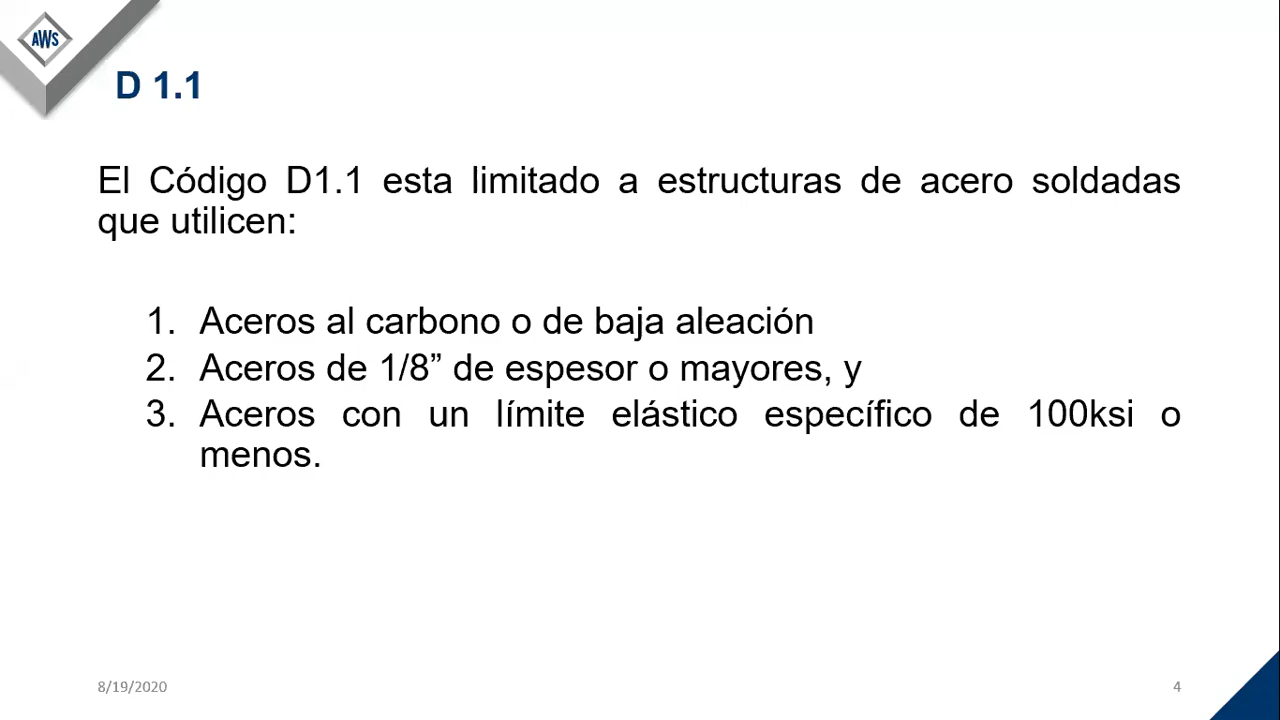 AWS
D 1.1
El Código D1.1 esta limitado a estructuras de acero soldadas
que utilicen:
1. Aceros al carbono o de baja aleación
2. Aceros de 1/8” de espesor o mayores, y
3. Aceros con un límite elástico específico de 100ksi o
menos.
8/19/2020
4